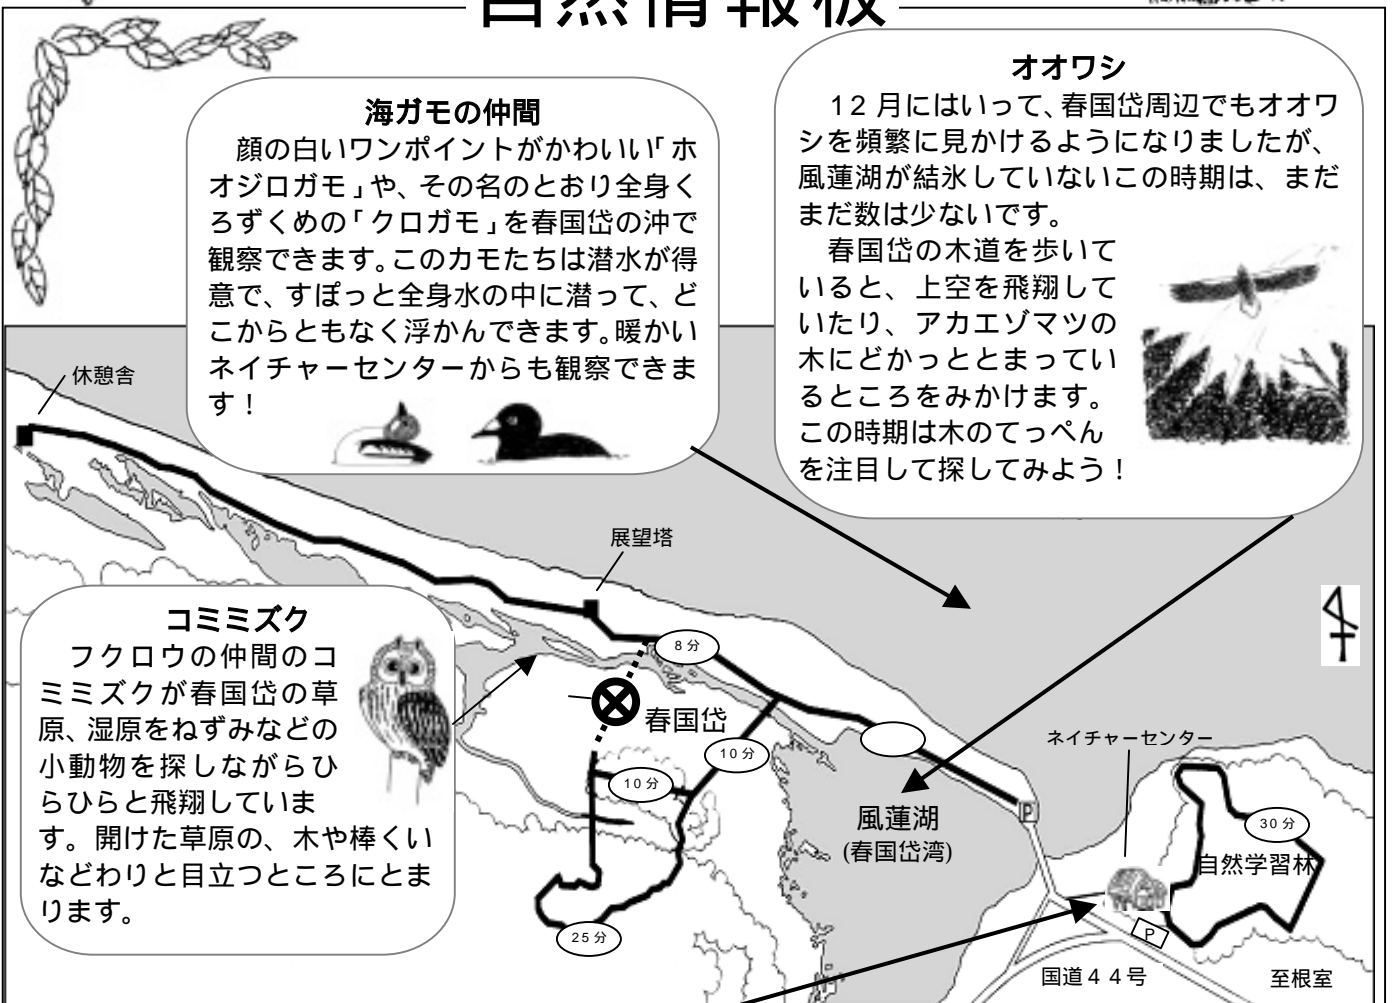 自然情報板
海ガモの仲間
顔の白いワンポイントがかわいい「ホ
オジロガモ」や、その名のとおり全身く
ろずくめの「クロガモ」を春国岱の沖で
観察できます。このカモたちは潜水が得
意で、すぽっと全身水の中に潜って、ど
こからともなく浮かんできます。暖かい
ネイチャーセンターからも観察できま
す！
オオワシ
12月にはいって、春国岱周辺でもオオワ
シを頻繁に見かけるようになりましたが、
風蓮湖が結氷していないこの時期は、まだ
まだ数は少ないです。
春国岱の木道を歩いて
いると、上空を飛翔して
いたり、アカエゾマツの
木にどかっととまってい
るところをみかけます。
この時期は木のてっぺん
を注目して探してみよう！
休憩舎
展望塔
コミミズク
フクロウの仲間のコ
ミミズクが春国岱の草
原、湿原をねずみなどの
小動物を探しながらひ
らひらと飛翔していま
す。開けた草原の、木や棒くい
などわりと目立つところにとま
ります。
8分
春国岱
10分
10分
25分
風蓮湖
(春国岱湾)
P
ネイチャーセンター
30分
自然学習林
P
国道４４号
至根室